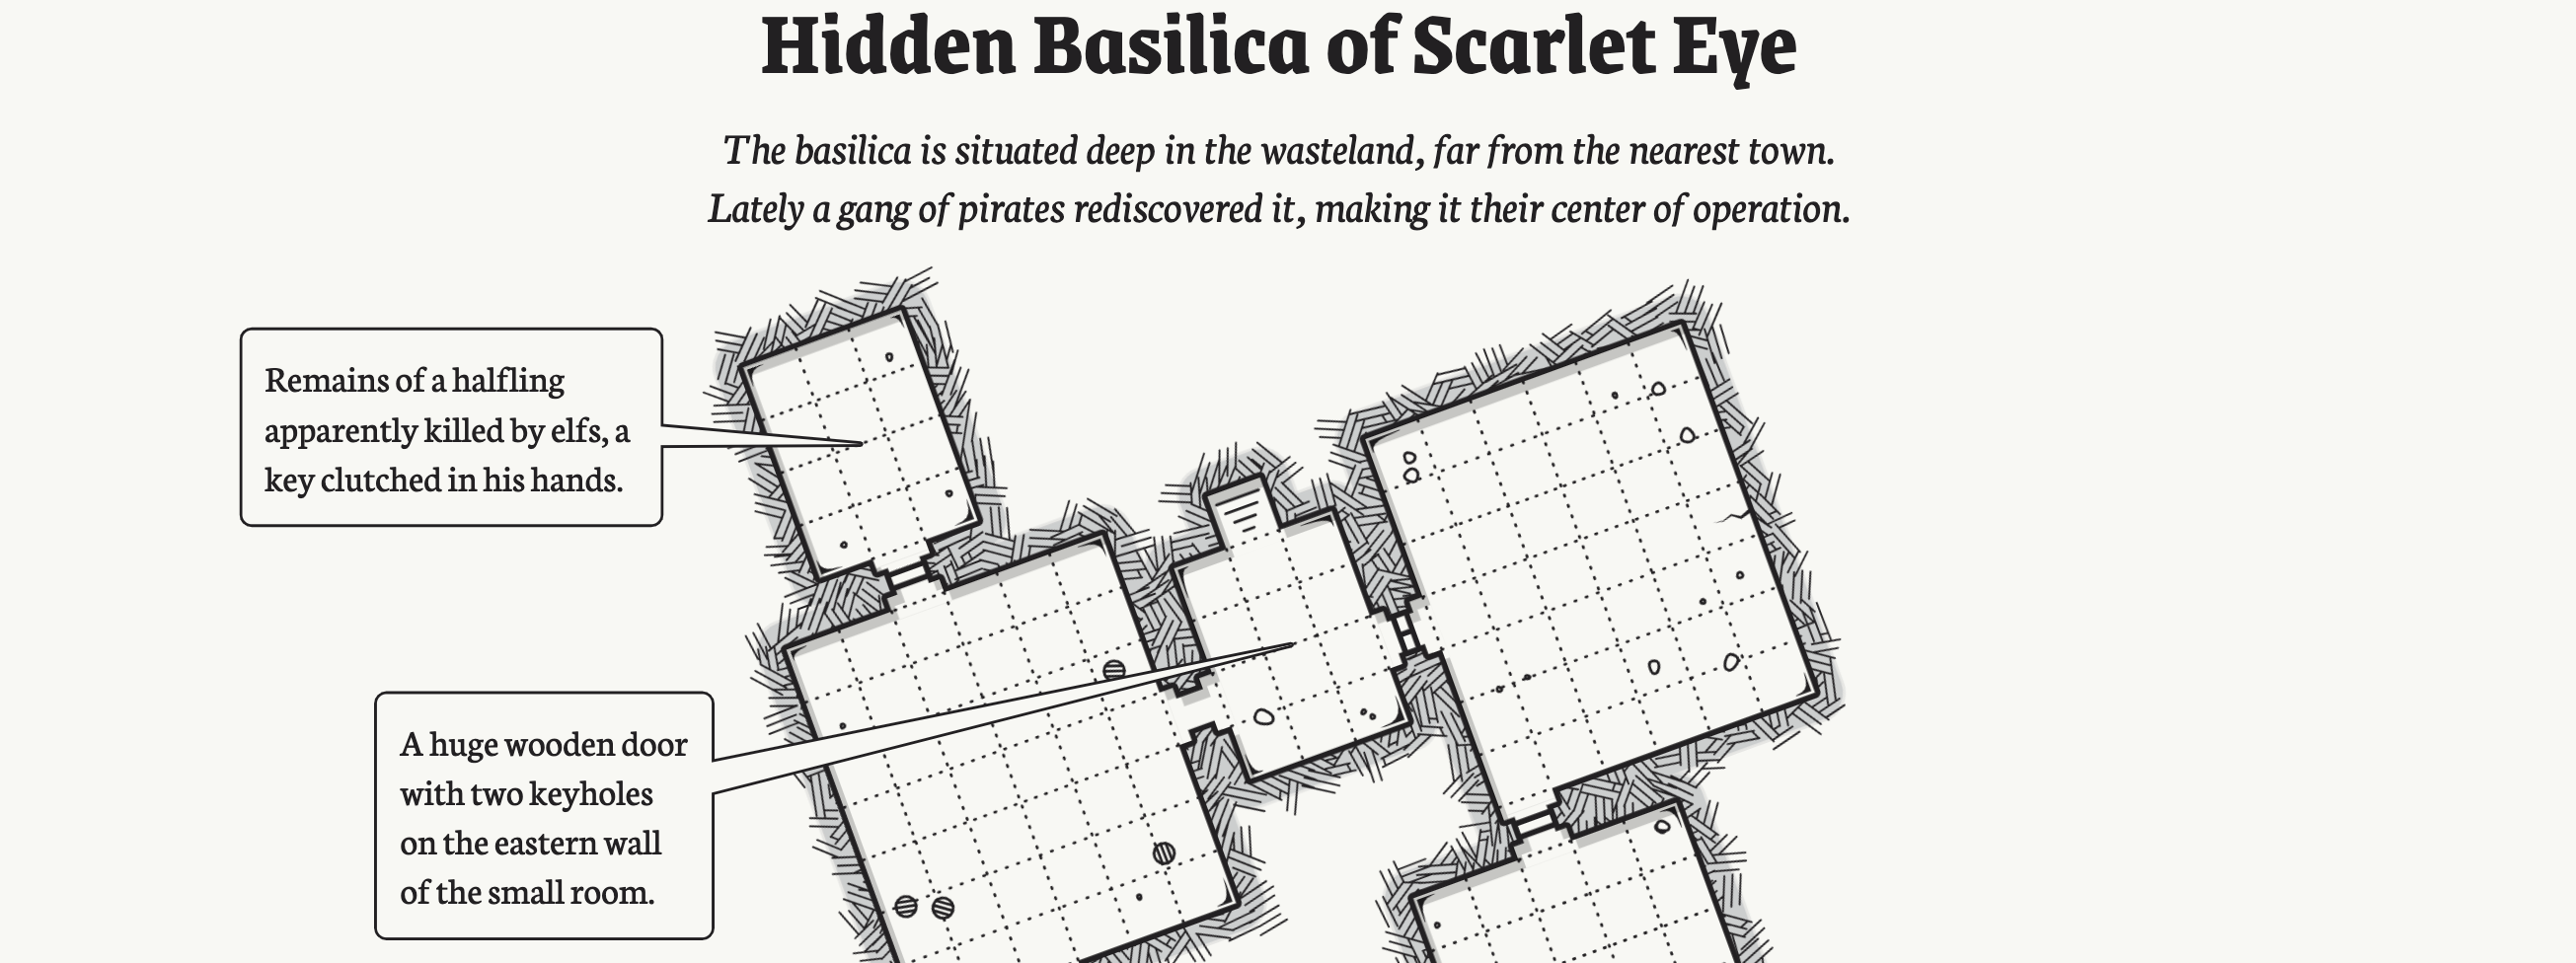 Hidden Basilica of Scarlet Eye
The basilica is situated deep in the wasteland, far from the nearest town.
Lately a gang of pirates rediscovered it, making it their center of operation.
Remains of a halfling
apparently killed by elfs, a
key clutched in his hands.
A huge wooden door
with two keyholes
on the eastern wall
of the small room.